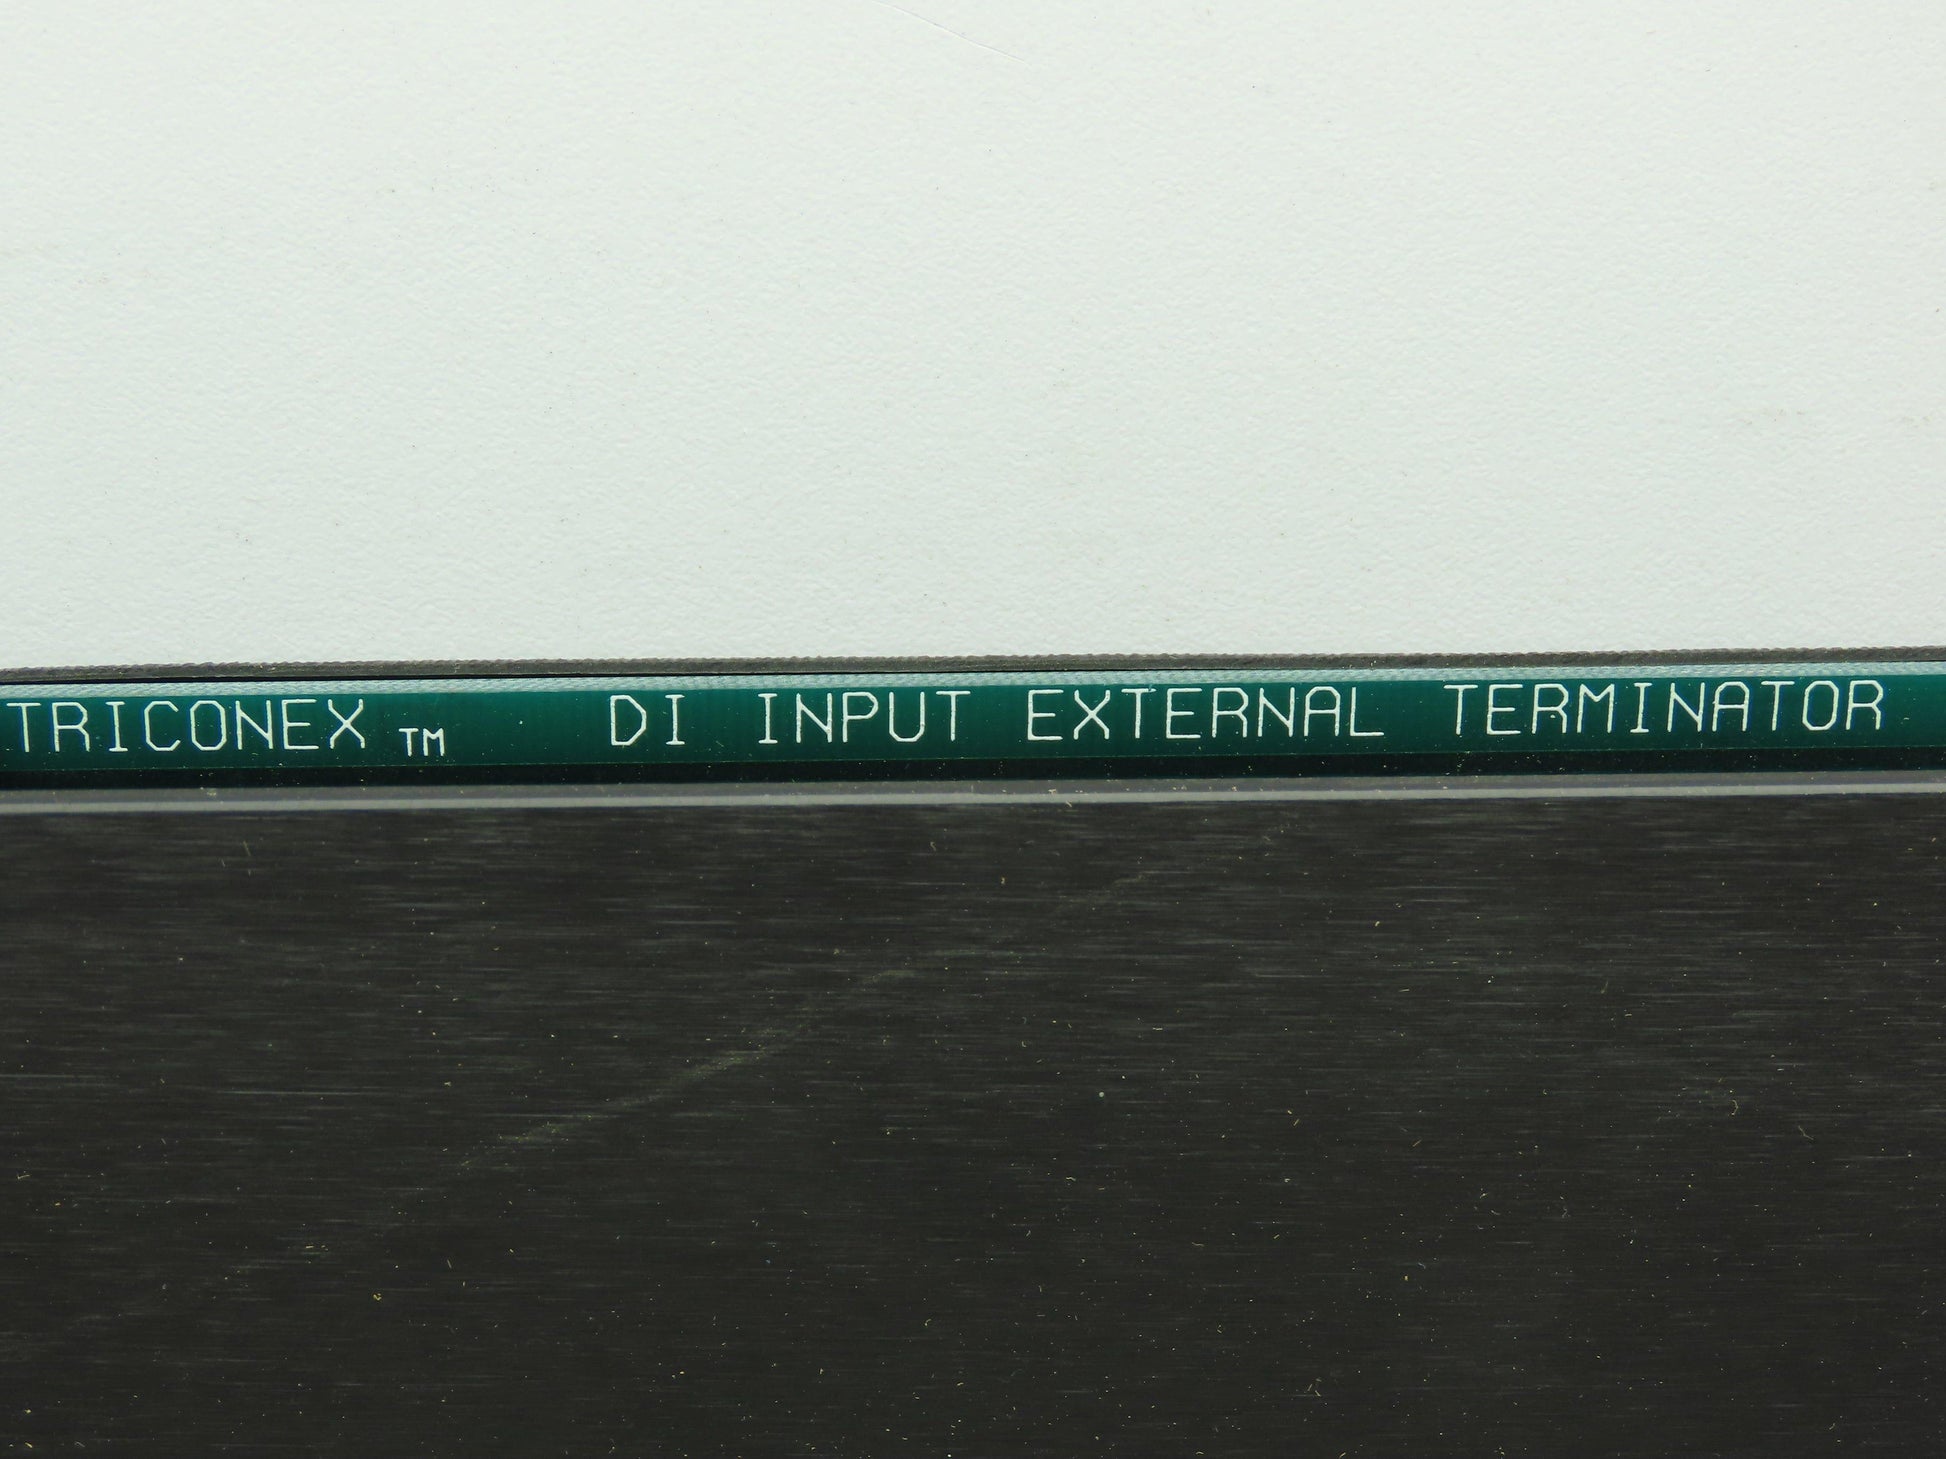 TRICONEX TM DI INPUT EXTERNAL TERMINATOR